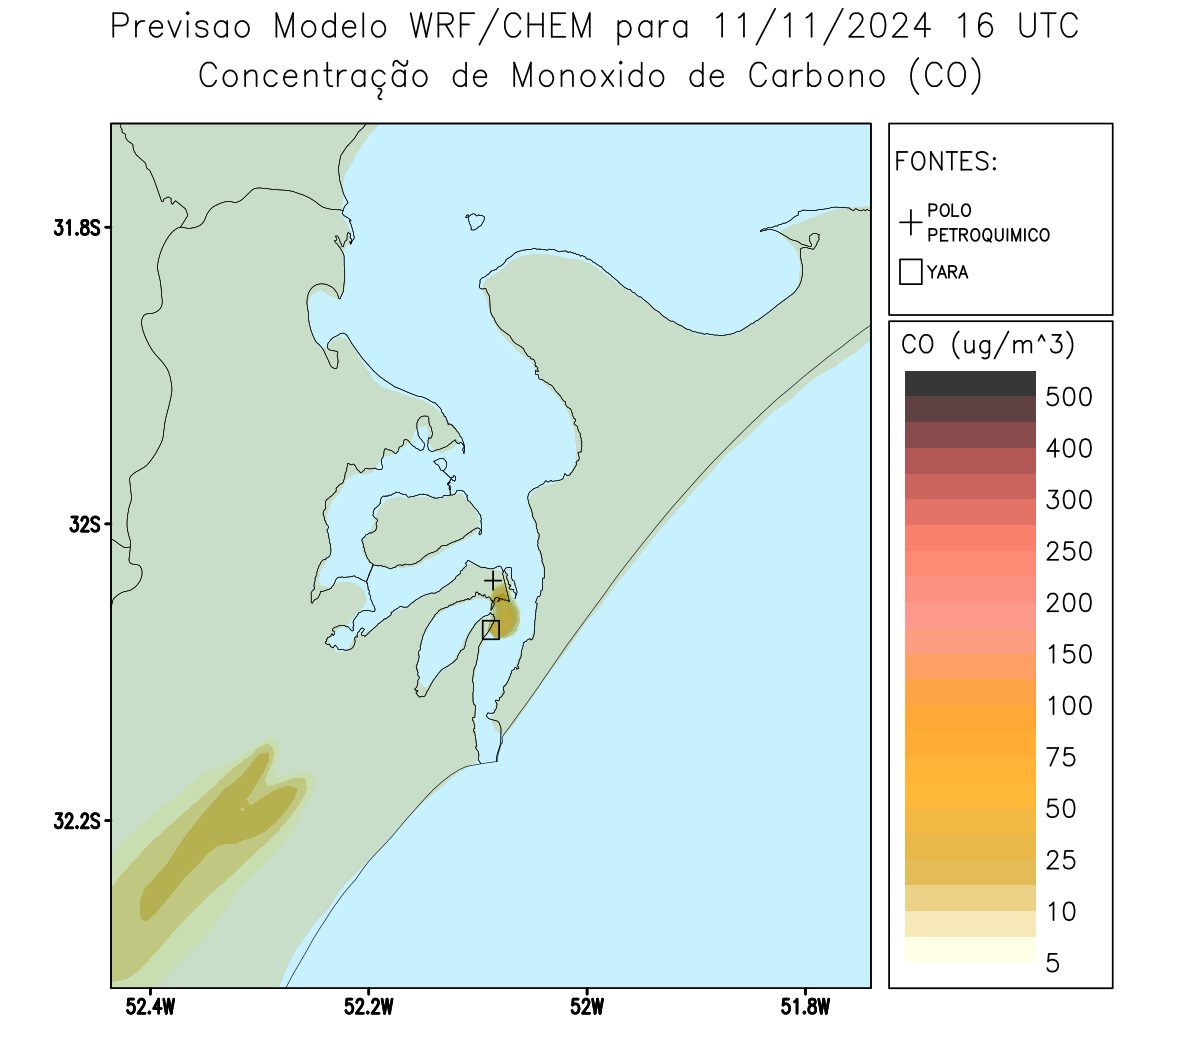 Previsao Modelo WRF/CHEM para 11/11/2024 16 UTC
Concentração de Monoxido de Carbono (CO)
FONTES:
POLO
PETROQUIMICO
YARA
CO (ug/m^3)
500
400
300
250
200
150
100
75
50
25
10
5
31.8S
32S
32.2S
52.4W
52.2W
52W
51.8W